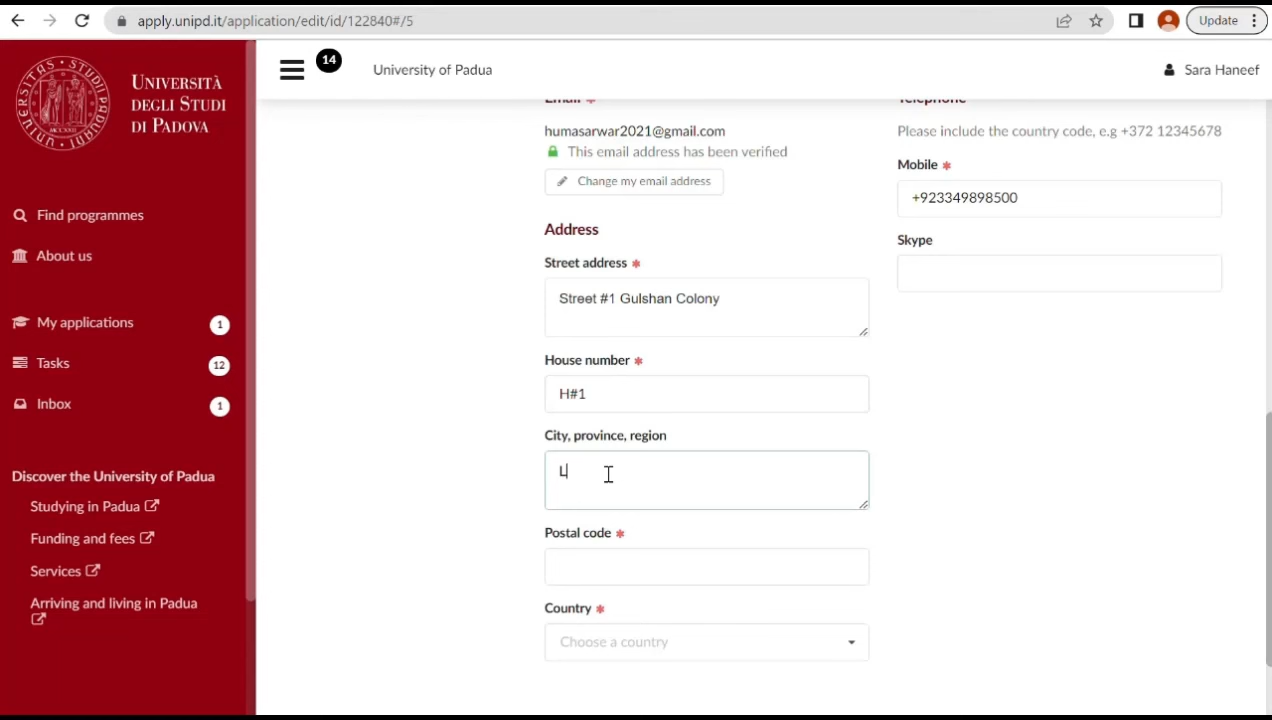 apply.unipd.it/application/edit/id/122840#/5
Update
UNIVERSITÀ
DEGLI STUDI
DI PADOVA
14
University of Padua
Sara Haneef
Find programmes
About us
My applications 1
Tasks 12
Inbox 1
Discover the University of Padua
Studying in Padua
Funding and fees
Services
Arriving and living in Padua
Email *
humasarwar2021@gmail.com
This email address has been verified
Change my email address
Address
Street address *
Street #1 Gulshan Colony
House number *
H#1
City, province, region
L
Postal code *
Country *
Choose a country
Telephone
Please include the country code, e.g +372 12345678
Mobile *
+923349898500
Skype